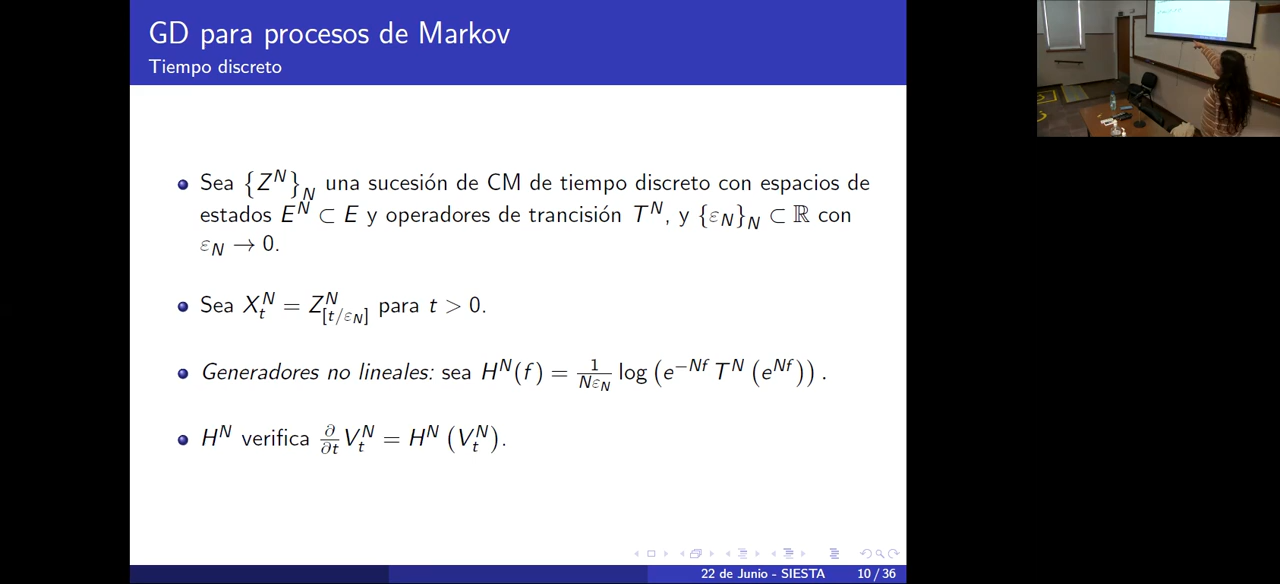 GD para procesos de Markov
Tiempo discreto
Sea {Z^N}_N una sucesión de CM de tiempo discreto con espacios de
estados E^N ⊂ E y operadores de trancisión T^N, y {ε_N}_N ⊂ ℝ con
ε_N → 0.
Sea X_t^N = Z_{[t/ε_N]}^N para t > 0.
Generadores no lineales: sea H^N(f) = 1/(Nε_N) log (e^{-Nf} T^N (e^{Nf})).
H^N verifica ∂/∂t V_t^N = H^N (V_t^N).
22 de Junio - SIESTA 10 / 36